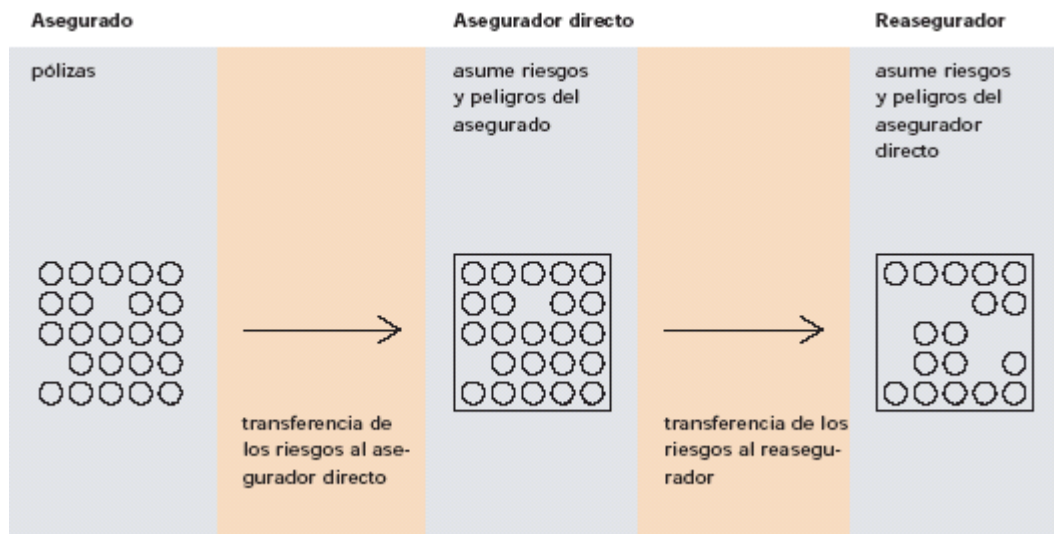 Asegurado
Asegurador directo
Reasegurador
pólizas
asume riesgos
y peligros del
asegurado
asume riesgos
y peligros del
asegurador
directo
transferencia de
los riesgos al ase-
gurador directo
transferencia de los
riesgos al reasegu-
rador